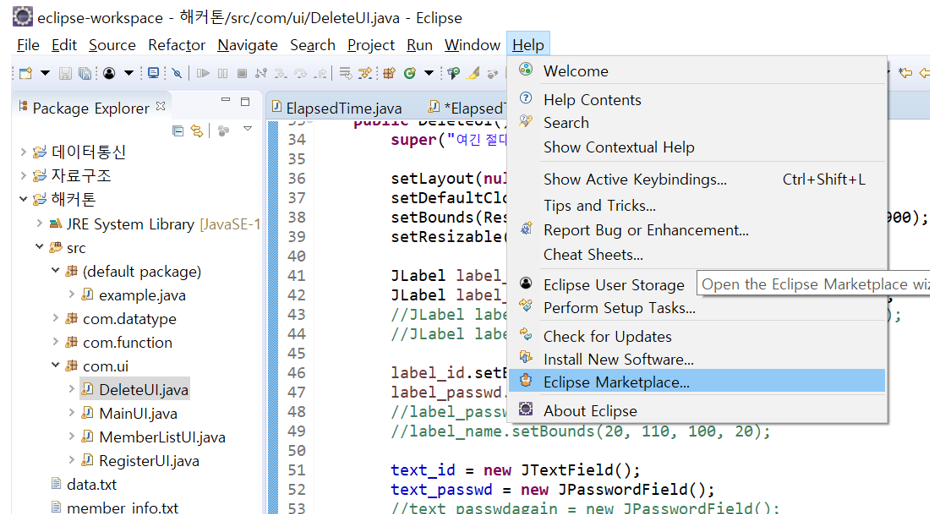 eclipse-workspace - 해커톤/src/com/ui/DeleteUI.java - Eclipse
File Edit Source Refactor Navigate Search Project Run Window Help
Package Explorer
데이터통신
자료구조
해커톤
JRE System Library [JavaSE-1
src
(default package)
example.java
com.datatype
com.function
com.ui
DeleteUI.java
MainUI.java
MemberListUI.java
RegisterUI.java
data.txt
member info.txt
ElapsedTime.java *Elapsed
33 public DeleteUI()
34 super("여긴 절대
35
36 setLayout(nul
37 setDefaultClo
38 setBounds(Res 900);
39 setResizable(
40
41 JLabel label_
42 JLabel label_
43 //JLabel labe );
44 //JLabel labe
45
46 label_id.setB
47 label_passwd.
48 //label_passw
49 //label_name.setBounds(20, 110, 100, 20);
50
51 text_id = new JTextField();
52 text_passwd = new JPasswordField();
53 //text_passwdagain = new JPasswordField();
Welcome
Help Contents
Search
Show Contextual Help
Show Active Keybindings... Ctrl+Shift+L
Tips and Tricks...
Report Bug or Enhancement...
Cheat Sheets...
Eclipse User Storage
Open the Eclipse Marketplace wiz
Perform Setup Tasks...
Check for Updates
Install New Software...
Eclipse Marketplace...
About Eclipse